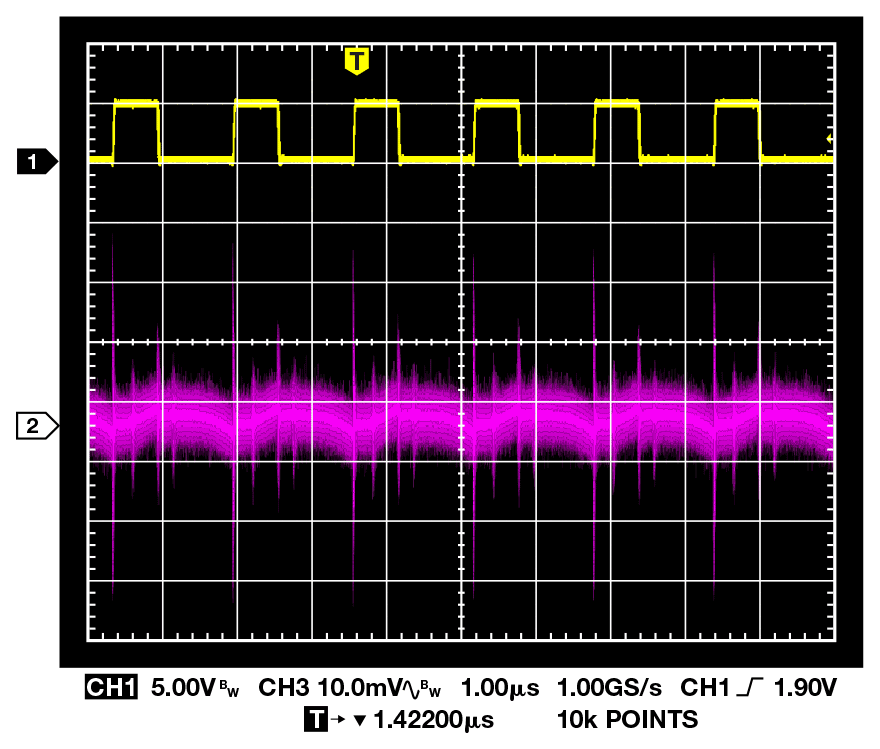 T
1
2
CH1 5.00V BW CH3 10.0mV∿BW 1.00μs 1.00GS/s CH1 1.90V
T→▼1.42200μs 10k POINTS